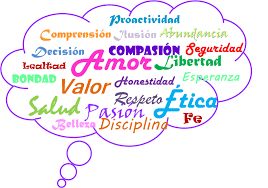 Proactividad
Comprensión Ilusión Abundancia
Decisión COMPASIÓN Seguridad
Lealtad Amor Libertad
BONDAD Valor Honestidad Esperanza
Salud Pasión Respeto Ética
Belleza Disciplina Fe